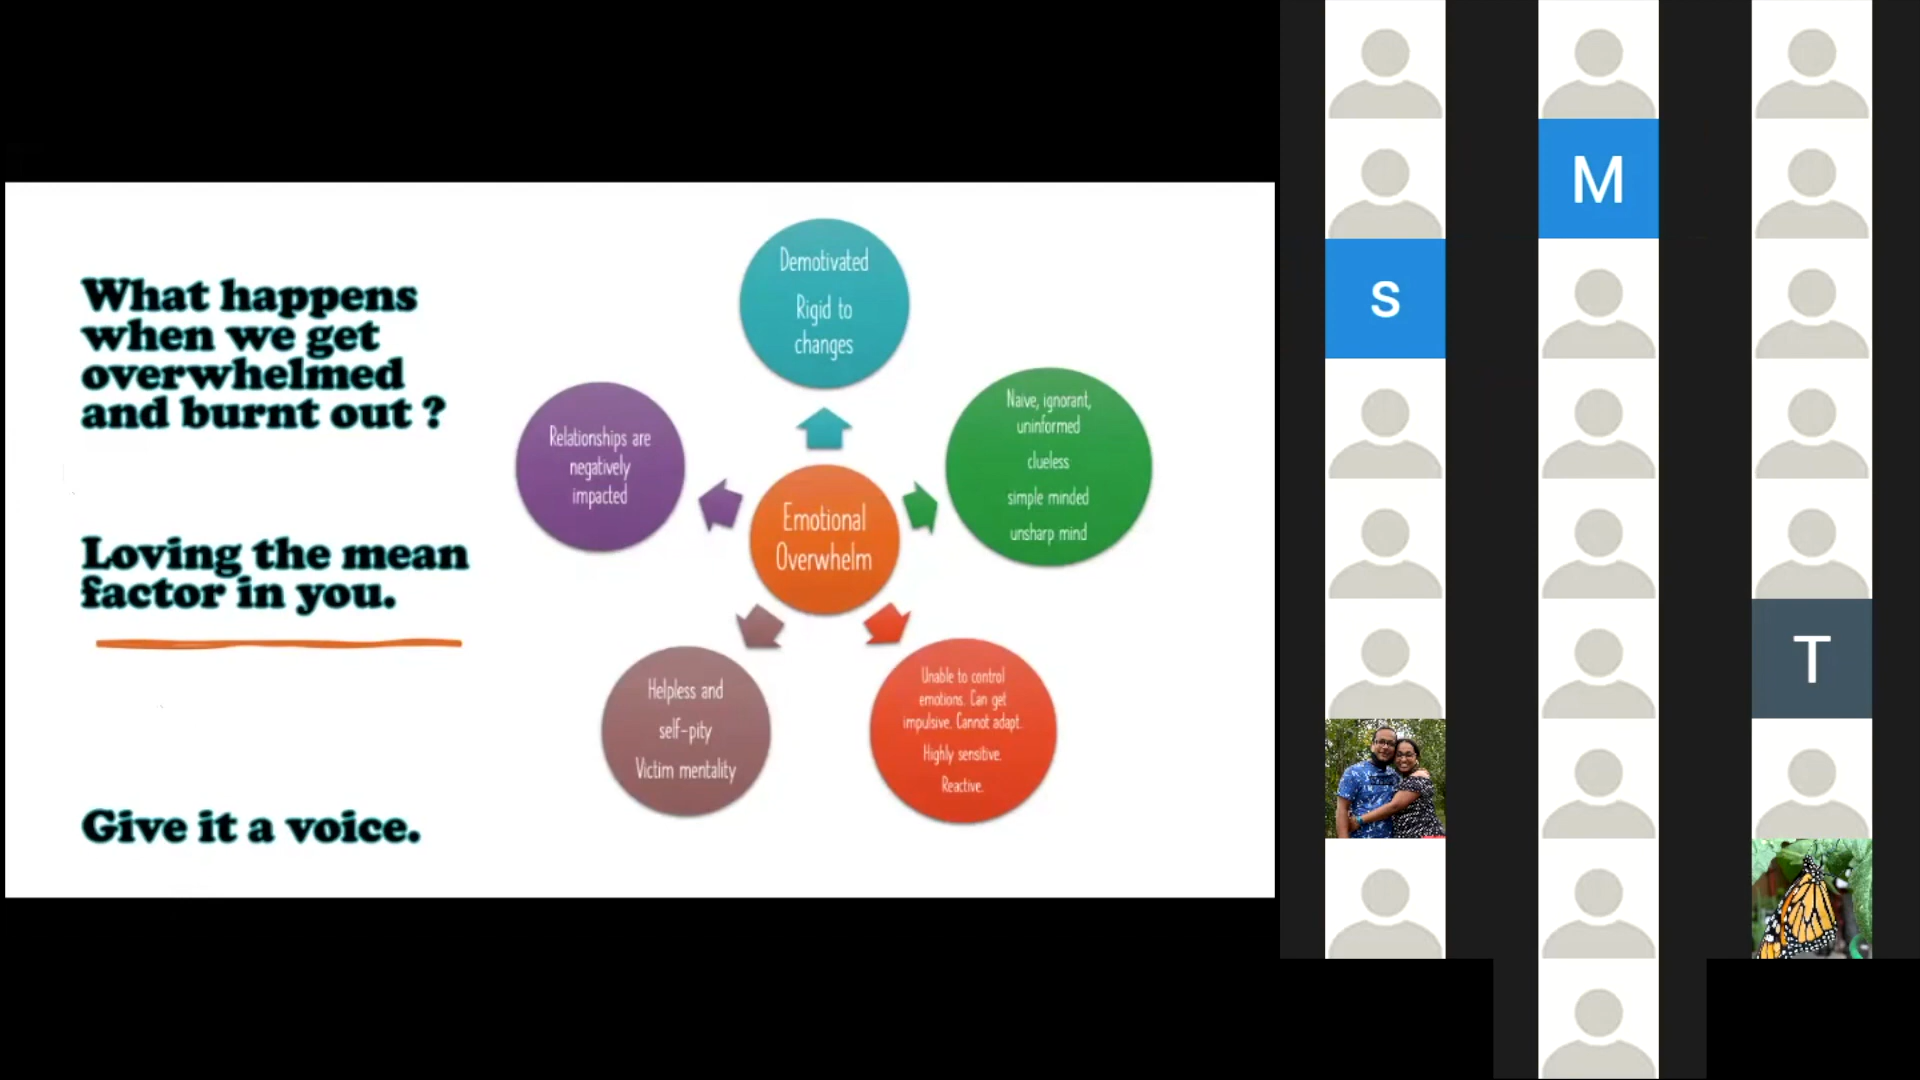 What happens
when we get
overwhelmed
and burnt out ?
Loving the mean
factor in you.
Give it a voice.
Demotivated
Rigid to
changes
Naive, ignorant,
uninformed
clueless
simple minded
unsharp mind
Unable to control
emotions. Can get
impulsive. Cannot adapt.
Highly sensitive.
Reactive.
Helpless and
self-pity
Victim mentality
Relationships are
negatively
impacted
Emotional
Overwhelm
M
S
T